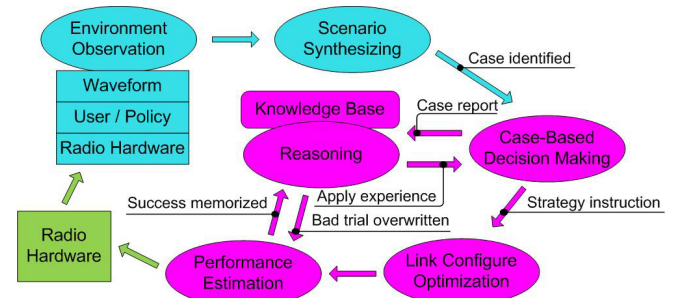 Environment
Observation
Scenario
Synthesizing
Case identified
Waveform
User / Policy
Radio Hardware
Knowledge Base
Case report
Reasoning
Case-Based
Decision Making
Apply experience
Success memorized
Bad trial overwritten
Strategy instruction
Radio
Hardware
Performance
Estimation
Link Configure
Optimization